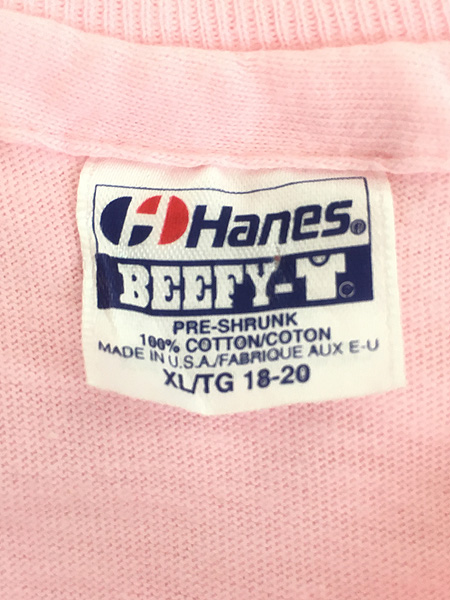 Hanes®
BEEFY-T©
PRE-SHRUNK
100% COTTON/COTON
MADE IN U.S.A/FABRIQUE AUX E-U
XL/TG 18-20